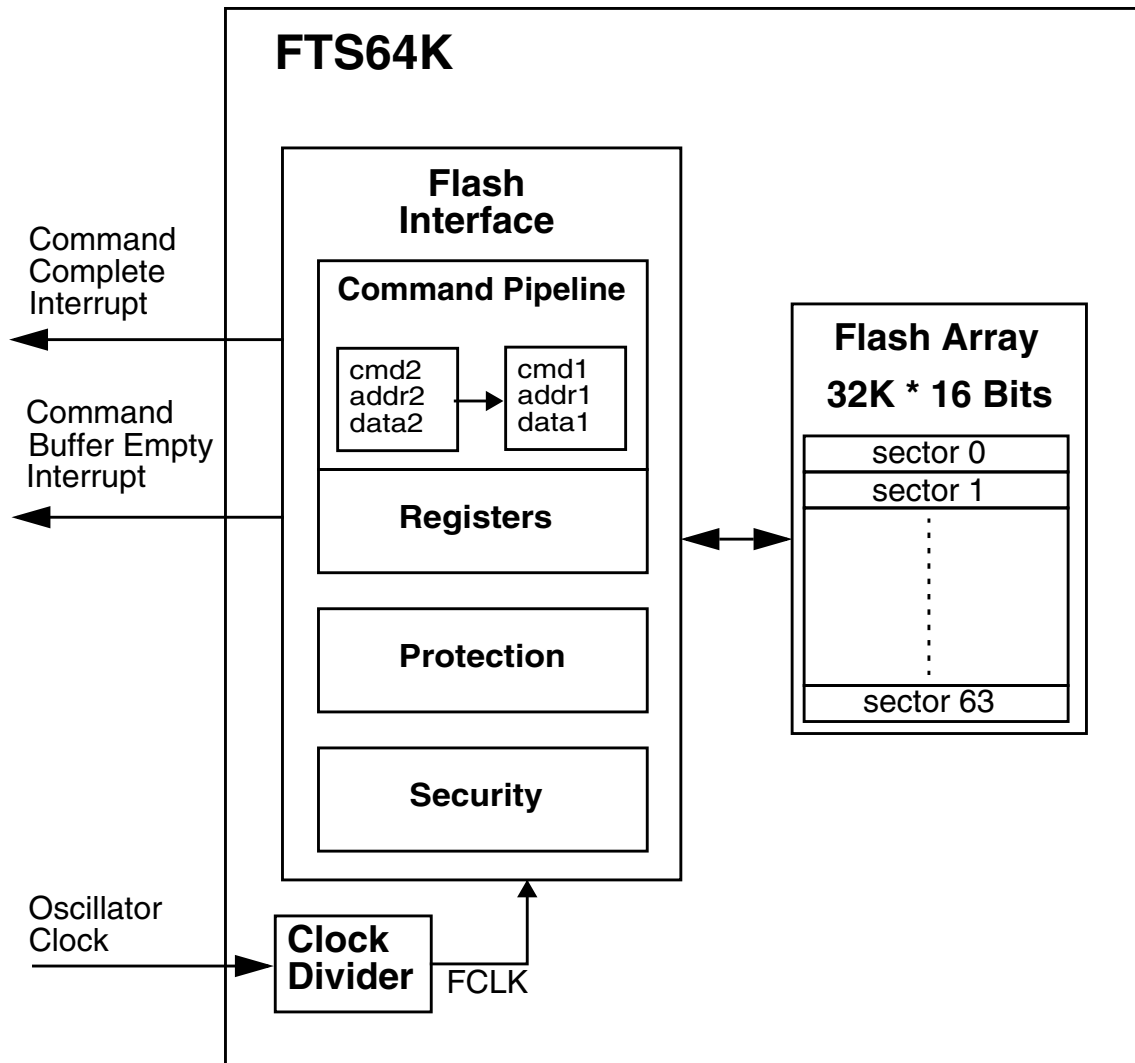 FTS64K
Flash
Interface
Command
Complete
Interrupt
Command Pipeline
cmd2
addr2
data2
cmd1
addr1
data1
Command
Buffer Empty
Interrupt
Registers
Protection
Security
Flash Array
32K * 16 Bits
sector 0
sector 1
sector 63
Oscillator
Clock
Clock
Divider
FCLK